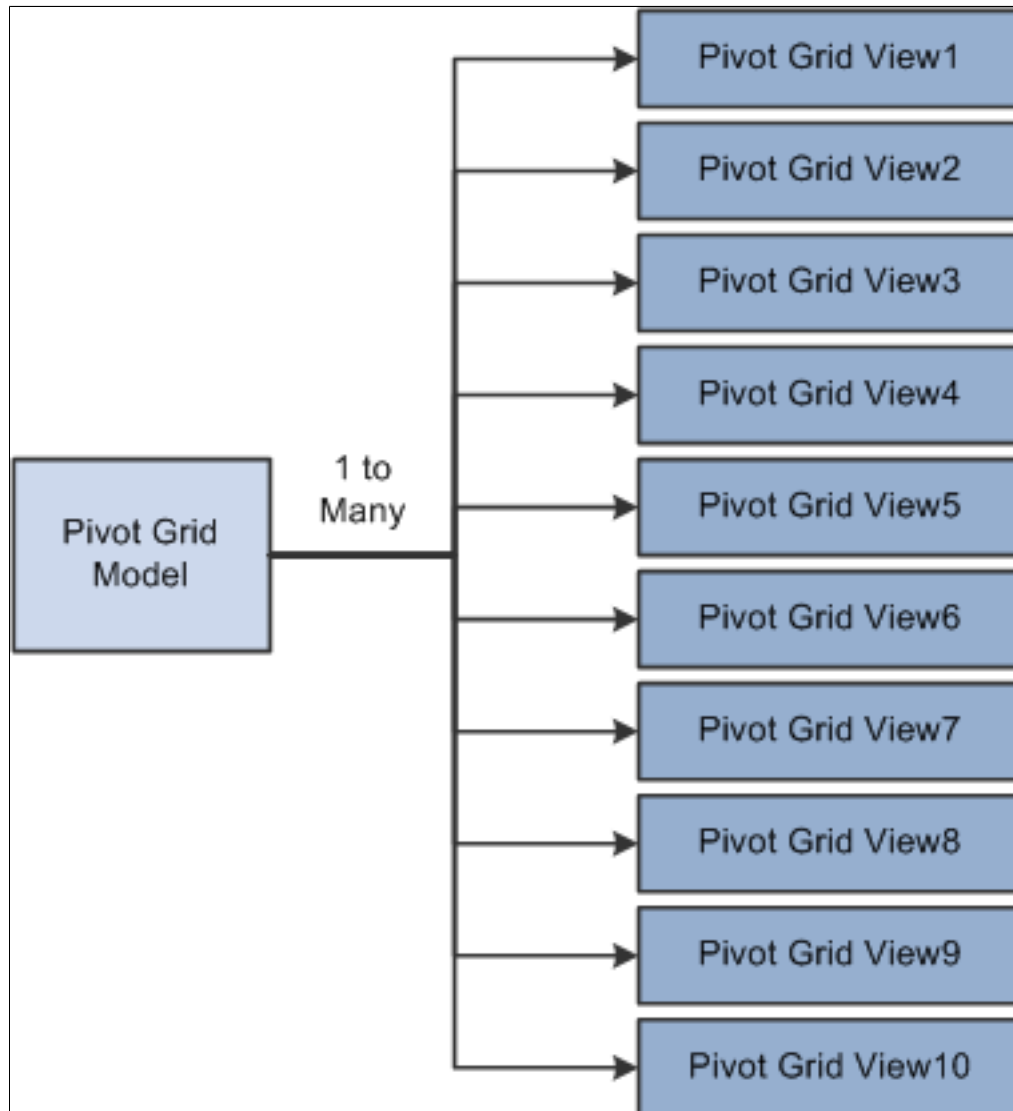 Pivot Grid View1
Pivot Grid View2
Pivot Grid View3
Pivot Grid View4
1 to
Many
Pivot Grid
Model
Pivot Grid View5
Pivot Grid View6
Pivot Grid View7
Pivot Grid View8
Pivot Grid View9
Pivot Grid View10